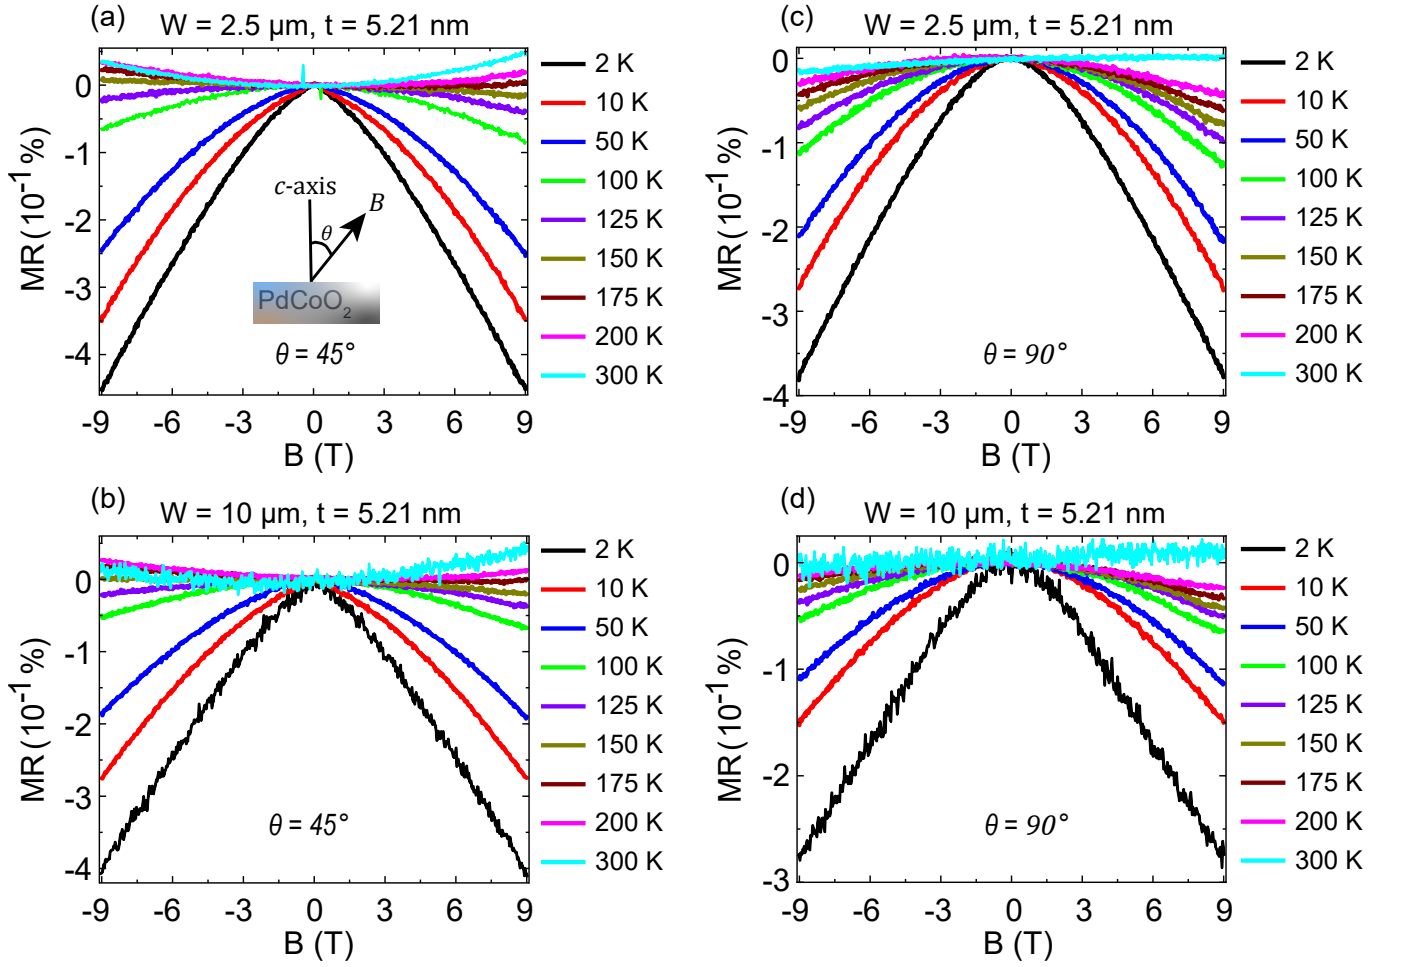 (a)
W = 2.5 µm, t = 5.21 nm
MR (10⁻¹ %)
0
-1
-2
-3
-4
c-axis
B
θ
PdCoO₂
θ = 45°
-9 -6 -3 0 3 6 9
B (T)
2 K
10 K
50 K
100 K
125 K
150 K
175 K
200 K
300 K
(c)
W = 2.5 µm, t = 5.21 nm
MR (10⁻¹ %)
0
-1
-2
-3
-4
θ = 90°
-9 -6 -3 0 3 6 9
B (T)
2 K
10 K
50 K
100 K
125 K
150 K
175 K
200 K
300 K
(b)
W = 10 µm, t = 5.21 nm
MR (10⁻¹ %)
0
-1
-2
-3
-4
θ = 45°
-9 -6 -3 0 3 6 9
B (T)
2 K
10 K
50 K
100 K
125 K
150 K
175 K
200 K
300 K
(d)
W = 10 µm, t = 5.21 nm
MR (10⁻¹ %)
0
-1
-2
-3
θ = 90°
-9 -6 -3 0 3 6 9
B (T)
2 K
10 K
50 K
100 K
125 K
150 K
175 K
200 K
300 K